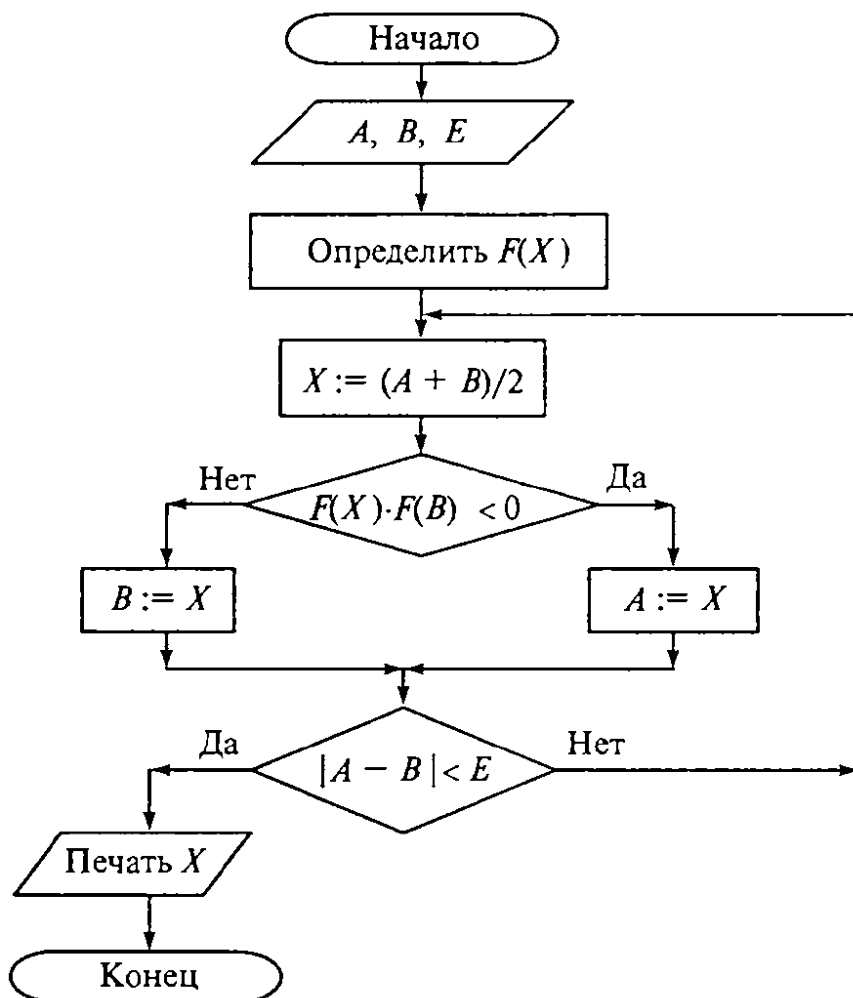 Начало
A, B, E
Определить F(X)
X := (A + B)/2
Нет
Да
F(X)·F(B) < 0
B := X
A := X
Да
Нет
|A − B| < E
Печать X
Конец